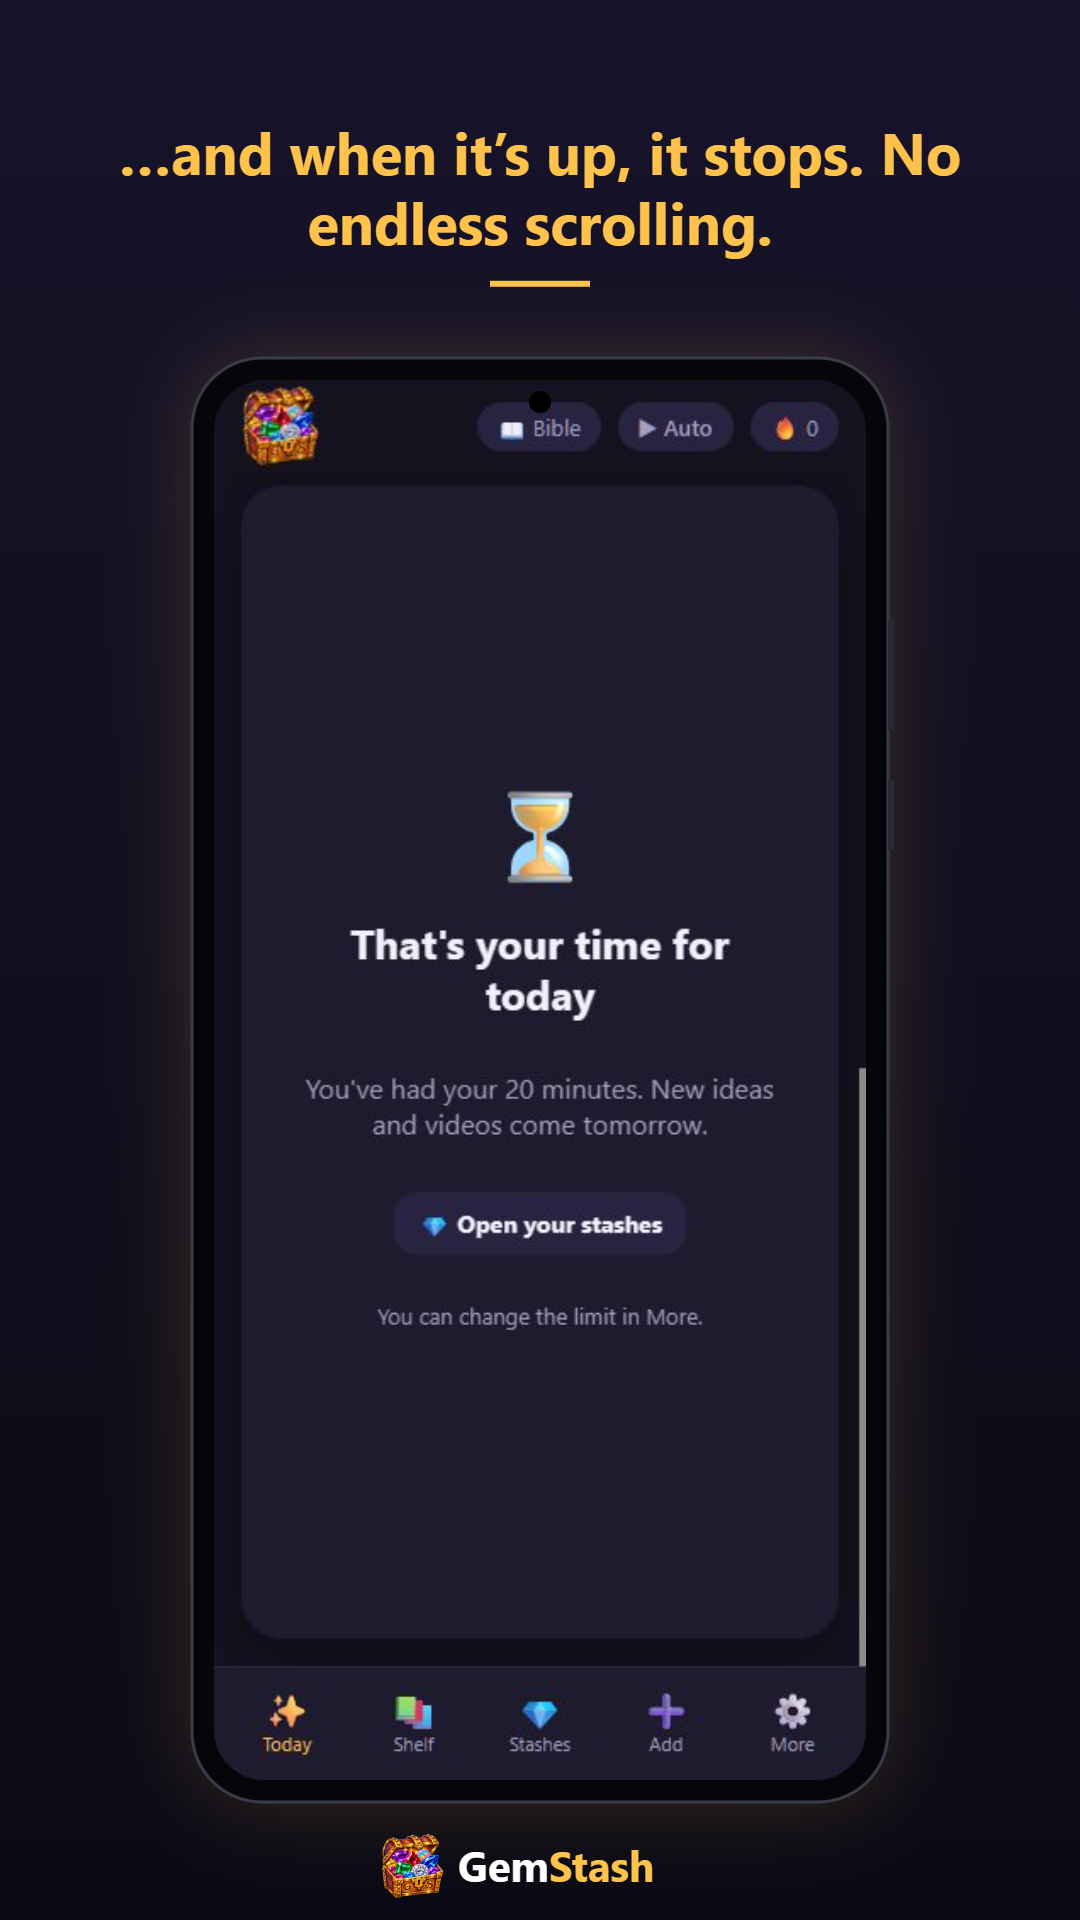 ...and when it’s up, it stops. No
endless scrolling.
Bible
Auto
0
That's your time for
today
You've had your 20 minutes. New ideas
and videos come tomorrow.
Open your stashes
You can change the limit in More.
Today
Shelf
Stashes
Add
More
GemStash